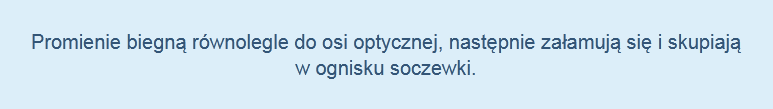 Promienie biegną równolegle do osi optycznej, następnie załamują się i skupiają
w ognisku soczewki.